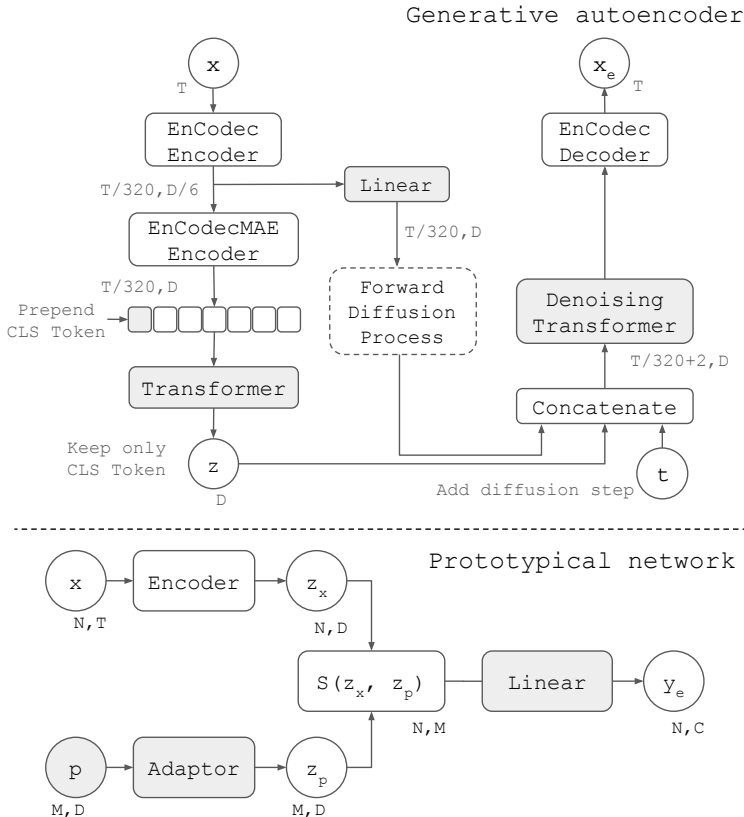 Generative autoencoder
x
T
EnCodec
Encoder
T/320,D/6
Linear
T/320,D
EnCodecMAE
Encoder
T/320,D
Prepend
CLS Token
Forward
Diffusion
Process
Transformer
Keep only
CLS Token
z
D
x_e
T
EnCodec
Decoder
Denoising
Transformer
T/320+2,D
Concatenate
Add diffusion step
t
Prototypical network
x
N,T
Encoder
z_x
N,D
S(z_x, z_p)
N,M
Linear
y_e
N,C
p
M,D
Adaptor
z_p
M,D